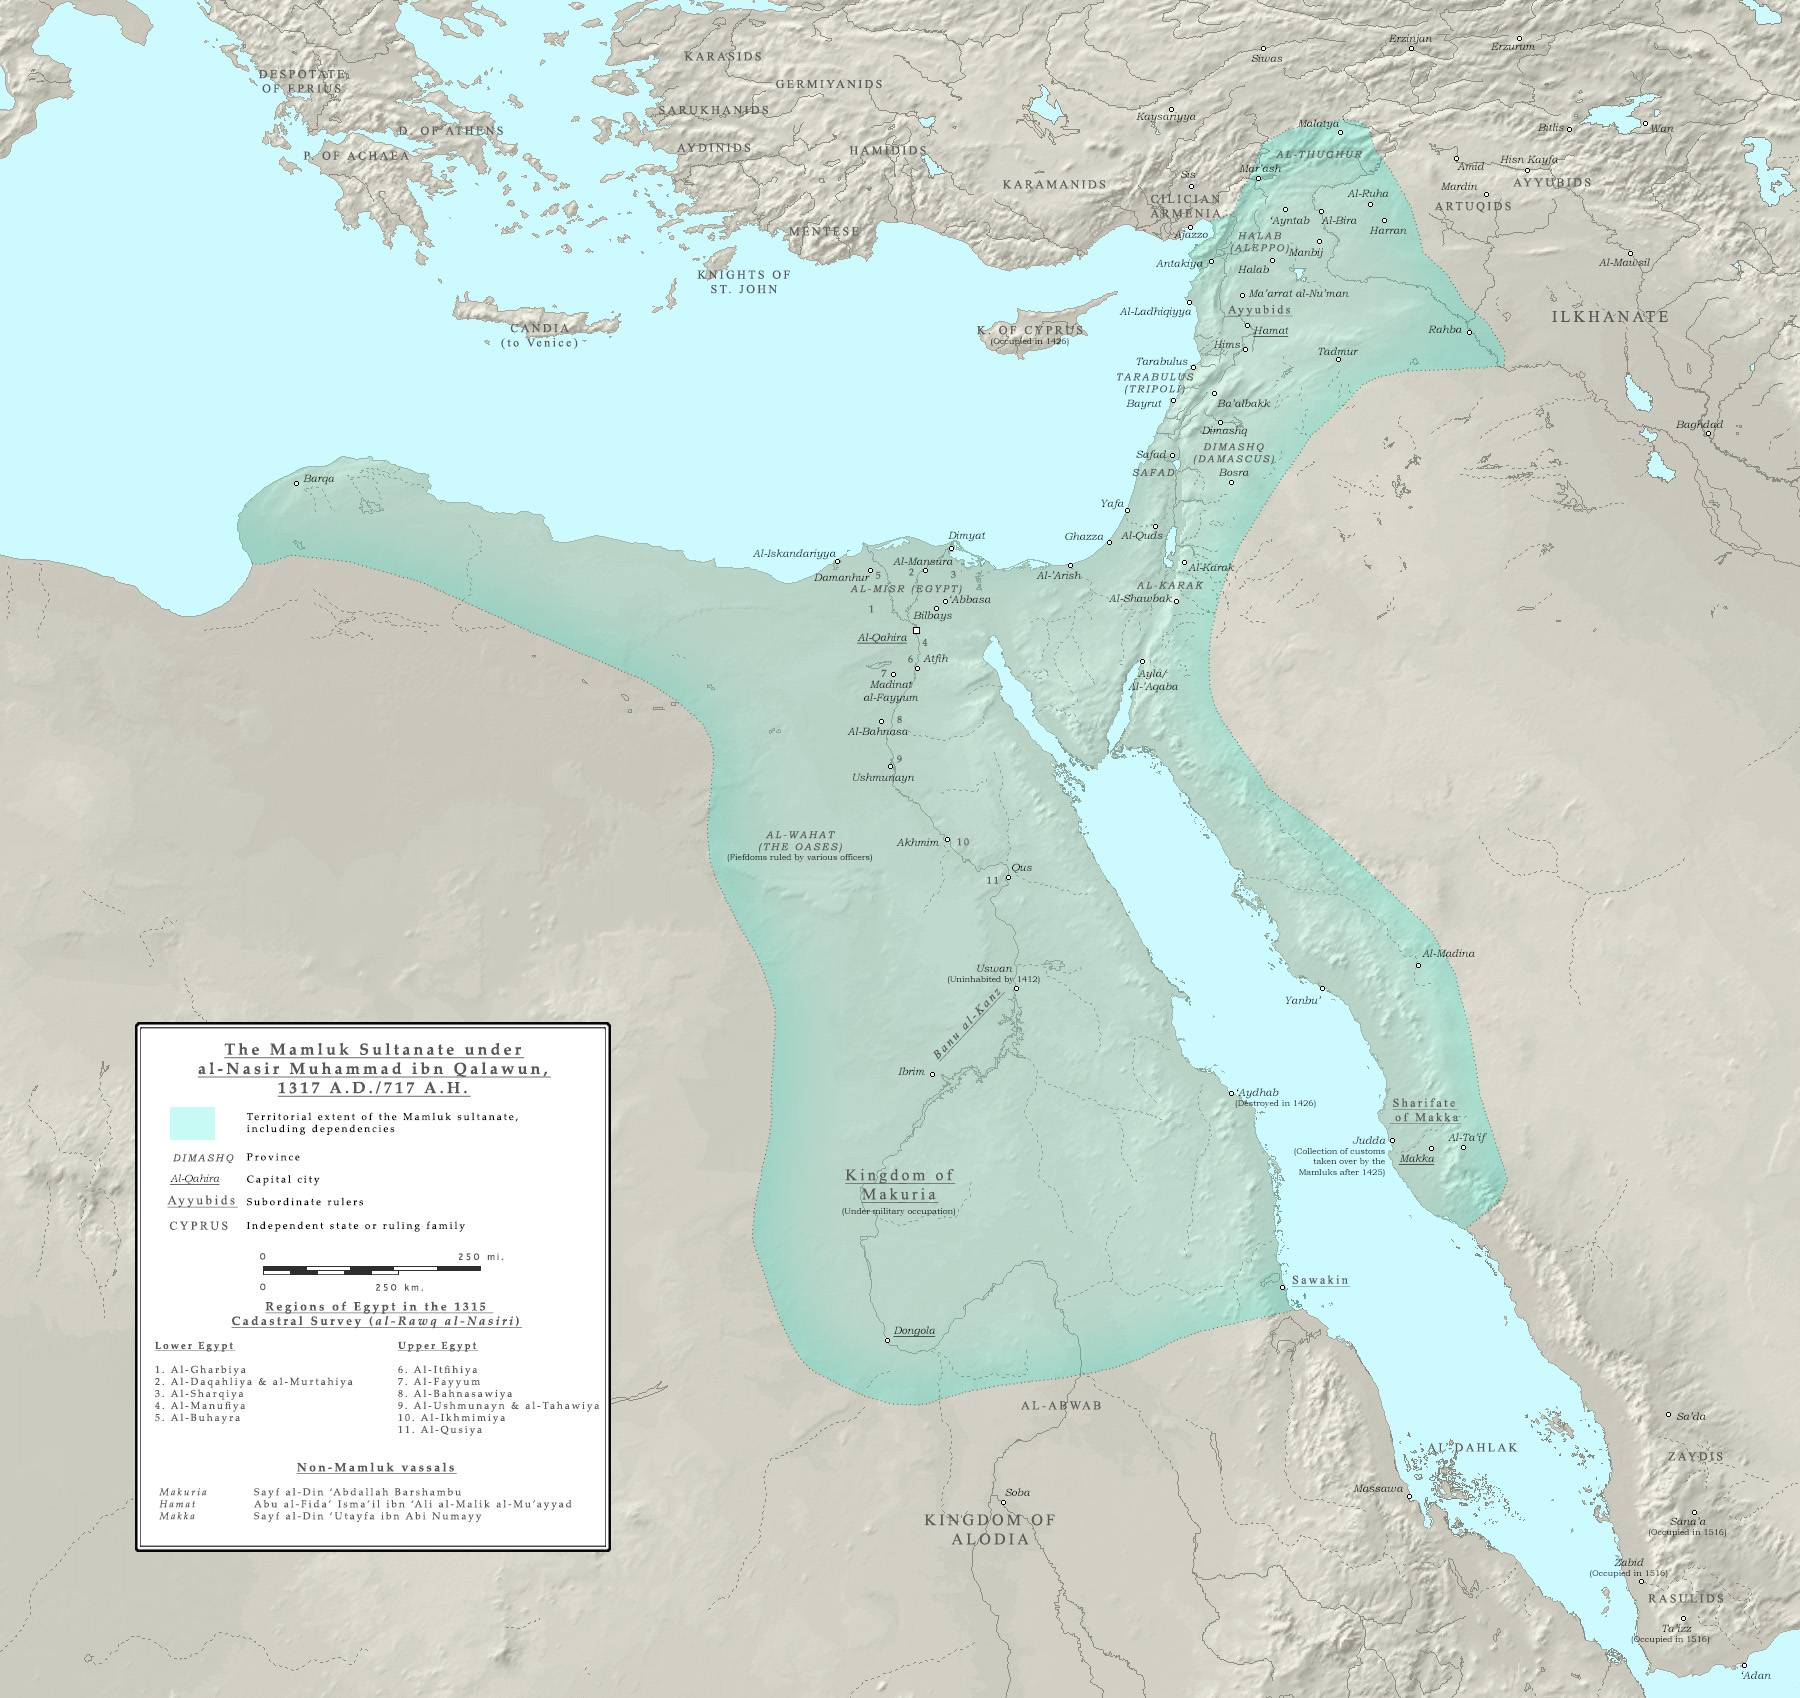 Erzinjan
Erzurum
Siwas
KARASIDS
DESPOTATE
OF EPRIUS
GERMIYANIDS
SARUKHANIDS
Kaysariyya
Malatya
Bitlis
Wan
D. OF ATHENS
AYDINIDS
HAMIDIDS
P. OF ACHAEA
AL-THUGHUR
Amid
Hisn Kayfa
AYYUBIDS
Mar'ash
Sis
KARAMANIDS
Mardin
ARTUQIDS
CILICIAN
ARMENIA
Al-Ruha
'Ayntab
Al-Bira
Harran
MENTESE
Ajazzo
HALAB
(ALEPPO)
Manbij
Antakiya
Halab
Al-Mawsil
KNIGHTS OF
ST. JOHN
Ma'arrat al-Nu'man
Al-Ladhiqiyya
Ayyubids
ILKHANATE
CANDIA
(to Venice)
K. OF CYPRUS
(Occupied in 1426)
Hamat
Rahba
Hims
Tadmur
Tarabulus
TARABULUS
(TRIPOLI)
Bayrut
Ba'albakk
Dimashq
Baghdad
DIMASHQ
(DAMASCUS)
Safad
SAFAD
Bosra
Barqa
Yafa
Ghazza
Al-Quds
Dimyat
Al-Iskandariyya
Al-Mansura
Damanhur
5
2
3
Al-'Arish
Al-Karak
AL-MISR (EGYPT)
AL-KARAK
Al-Shawbak
'Abbasa
1
Bilbays
Al-Qahira
4
6
Atfih
7
Madinat
al-Fayyum
Ayla/
Al-'Aqaba
8
Al-Bahnasa
9
Ushmunayn
AL-WAHAT
(THE OASES)
(Fiefdoms ruled by various officers)
Akhmim
10
Qus
11
Al-Madina
Uswan
(Uninhabited by 1412)
Yanbu'
Banu al-Kanz
Ibrim
'Aydhab
(Destroyed in 1426)
Sharifate
of Makka
Judda
(Collection of customs
taken over by the
Mamluks after 1425)
Al-Ta'if
Makka
Kingdom of
Makuria
(Under military occupation)
Sawakin
Dongola
AL-ABWAB
Sa'da
AL DAHLAK
ZAYDIS
Massawa
Soba
KINGDOM OF
ALODIA
Sana'a
(Occupied in 1516)
Zabid
(Occupied in 1516)
RASULIDS
Ta'izz
(Occupied in 1516)
'Adan
The Mamluk Sultanate under
al-Nasir Muhammad ibn Qalawun,
1317 A.D./717 A.H.
Territorial extent of the Mamluk sultanate,
including dependencies
DIMASHQ Province
Al-Qahira Capital city
Ayyubids Subordinate rulers
CYPRUS Independent state or ruling family
0 250 mi.
0 250 km.
Regions of Egypt in the 1315
Cadastral Survey (al-Rawq al-Nasiri)
Lower Egypt
1. Al-Gharbiya
2. Al-Daqahliya & al-Murtahiya
3. Al-Sharqiya
4. Al-Manufiya
5. Al-Buhayra
Upper Egypt
6. Al-Itfihiya
7. Al-Fayyum
8. Al-Bahnasawiya
9. Al-Ushmunayn & al-Tahawiya
10. Al-Ikhmimiya
11. Al-Qusiya
Non-Mamluk vassals
Makuria Sayf al-Din 'Abdallah Barshambu
Hamat Abu al-Fida' Isma'il ibn 'Ali al-Malik al-Mu'ayyad
Makka Sayf al-Din 'Utayfa ibn Abi Numayy